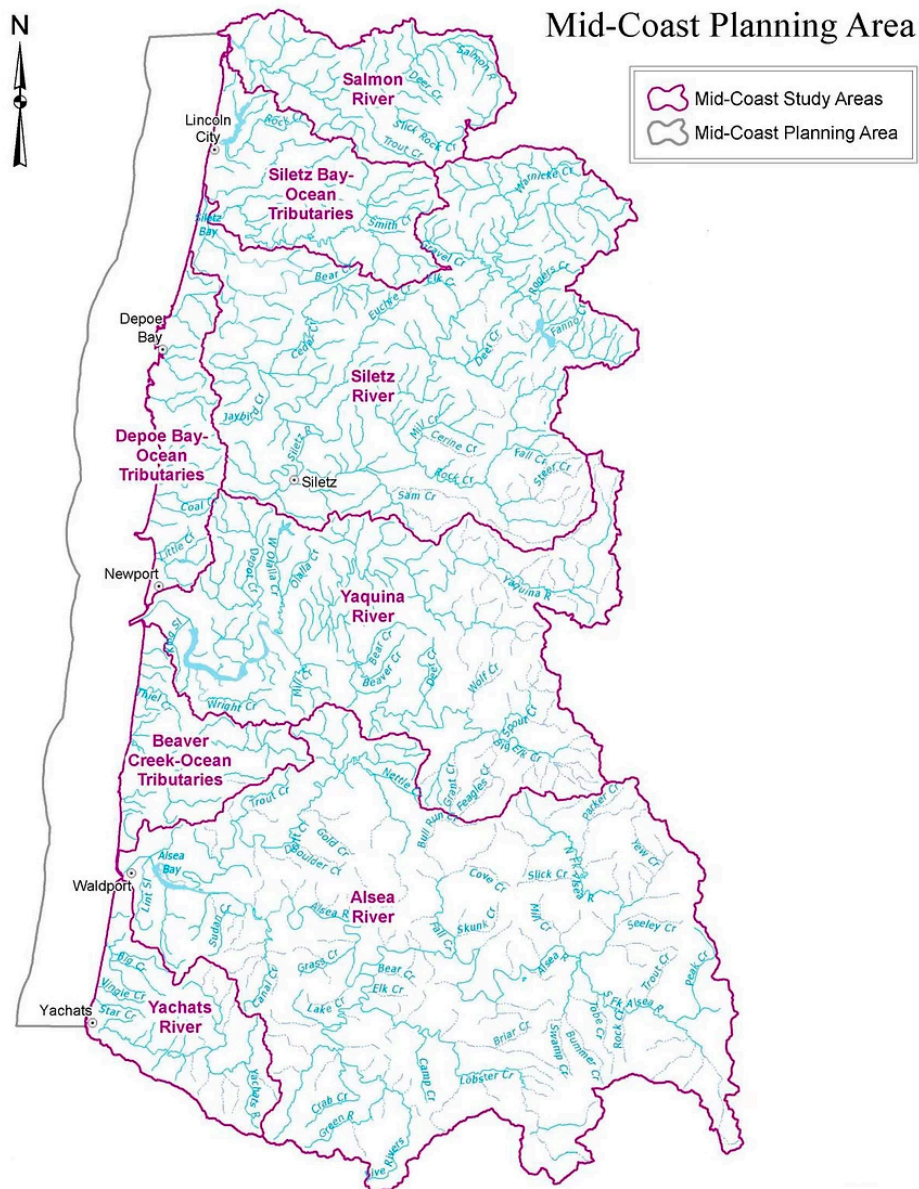 Mid-Coast Planning Area
N
Mid-Coast Study Areas
Mid-Coast Planning Area
Salmon R
Deer Cr
Salmon
River
Lincoln
City
Rock Cr
Slick Rock Cr
Trout Cr
Siletz Bay-
Ocean
Tributaries
Warnicke Cr
Siletz
Bay
Smith Cr
Gravel Cr
Bear Cr
Elk Cr
Rogers Cr
Euchre Cr
Fanno Cr
Depoe
Bay
Cedar Cr
Deer Cr
Siletz
River
Jaybird Cr
Mill Cr
Cerine Cr
Depoe Bay-
Ocean
Tributaries
Siletz R
Fall Cr
Steer Cr
Rock Cr
Siletz
Sam Cr
Coal
Little Cr
Depot Cr
W Olalla Cr
Olalla Cr
Newport
Yaquina R
Yaquina
River
King Sl
Bear Cr
Beaver Cr
Deer Cr
Mill Cr
Wolf Cr
Thiel C
Wright Cr
Spout Cr
Big Elk Cr
Beaver
Creek-Ocean
Tributaries
Nettle C
Grant Cr
Feagles Cr
Trout Cr
Bull Run Cr
Parker Cr
Gold Cr
Boulder Cr
Yew Cr
Alsea
Bay
Cove Cr
Slick Cr
N Fk Alsea R
Waldport
Lint Sl
Alsea
River
Alsea R
Sudan Cr
Fall Cr
Skunk Cr
Mill Cr
Seeley Cr
Big Cr
Grass Cr
Bear Cr
Alsea R
Trout Cr
Peak Cr
Vingie Cr
Canal Cr
Elk Cr
Star Cr
Lake Cr
S Fk Alsea R
Yachats
Yachats
River
Tobe Cr
Rock Cr
Briar Cr
Swamp Cr
Bummer Cr
Yachats R
Camp Cr
Lobster Cr
Crab Cr
Green R
Five Rivers